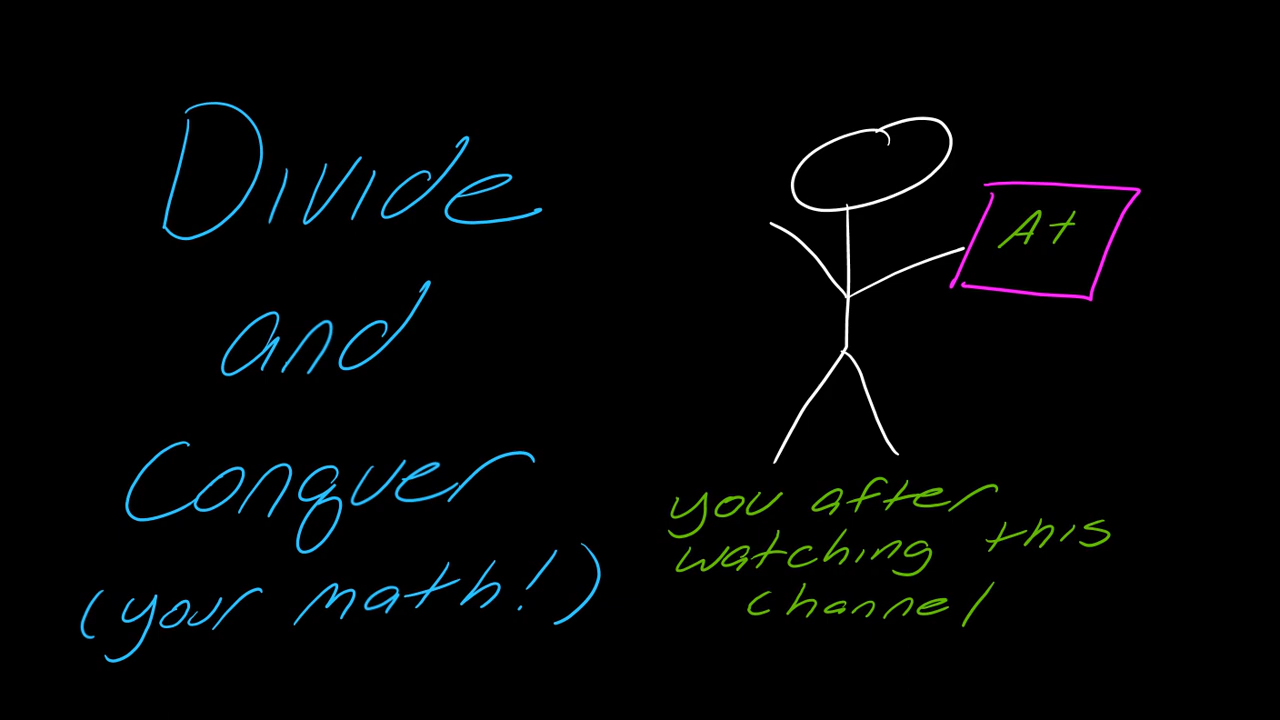 Divide
and
Conquer
(your math!)
A+
you after
watching this
channel